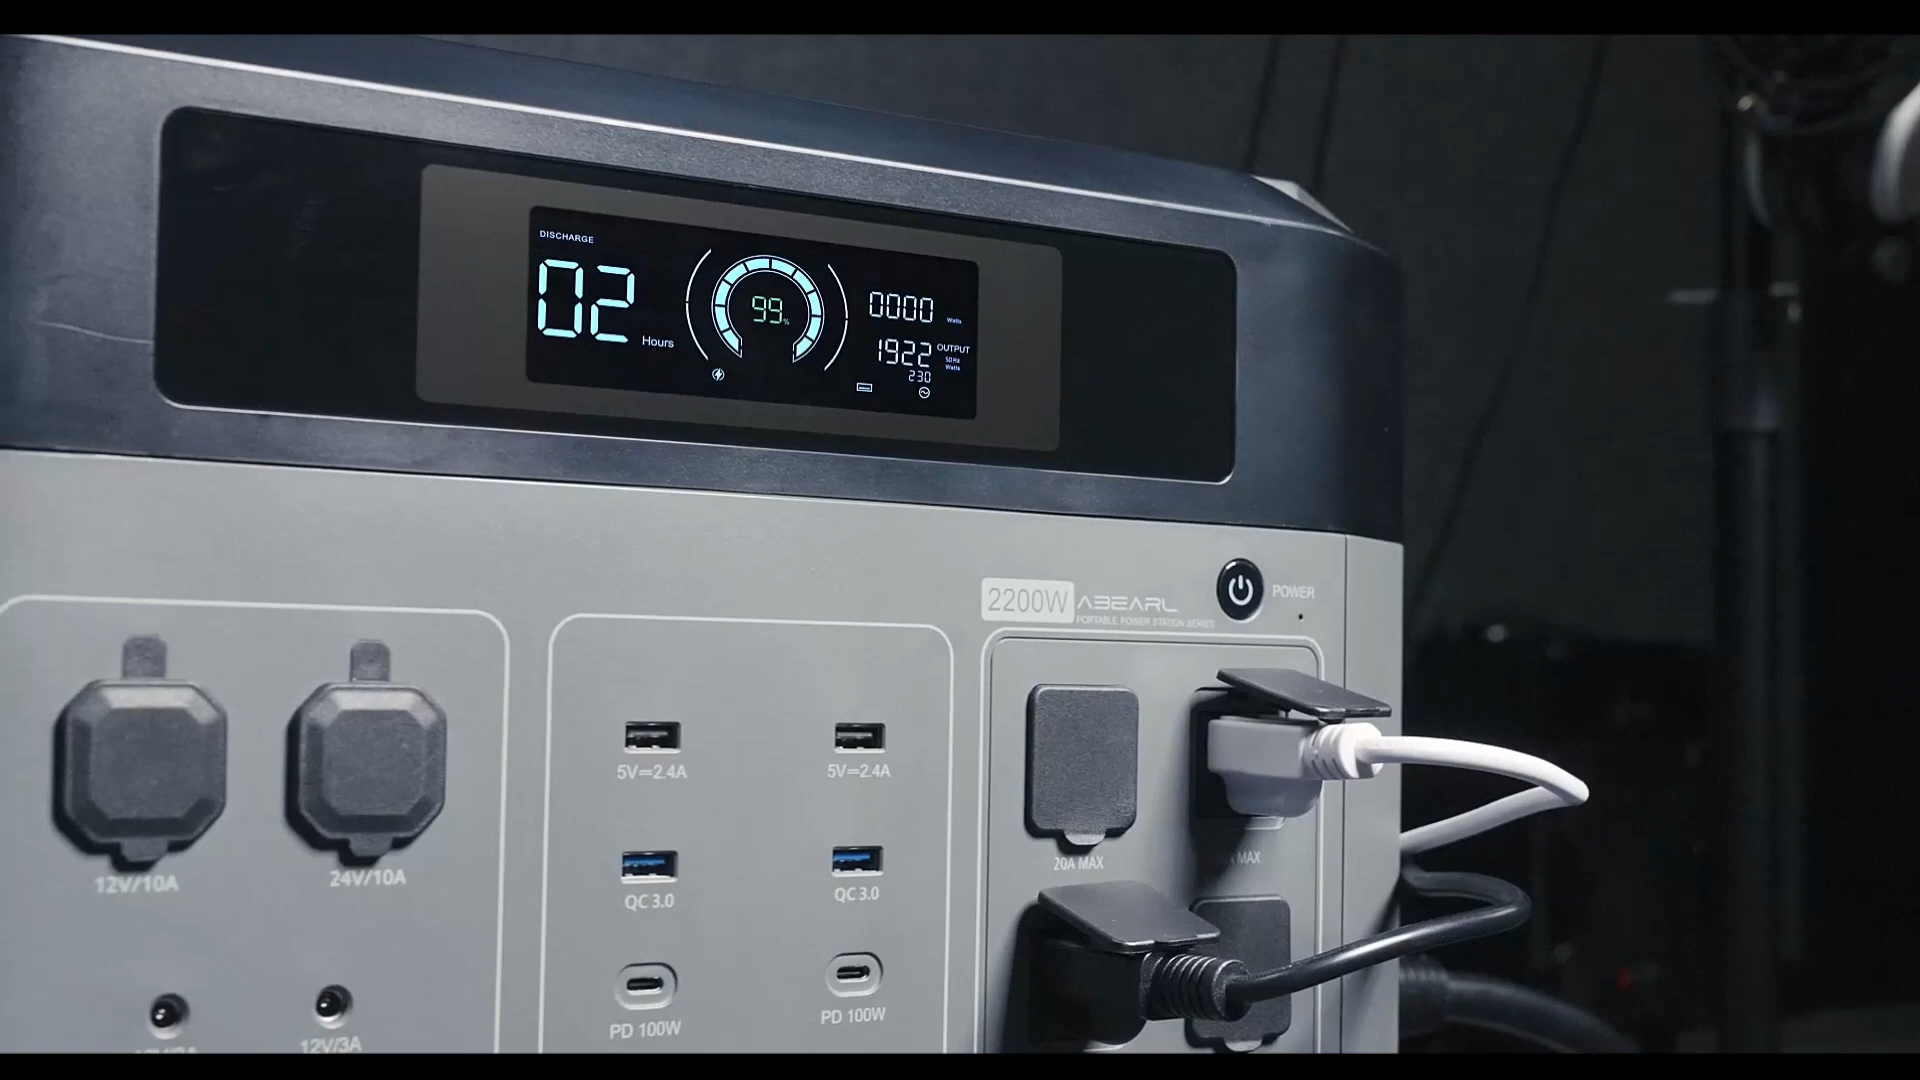 DISCHARGE
02 Hours
99%
0000 Watts
1922 OUTPUT
50Hz
Watts
230
2200W ABEARL
PORTABLE POWER STATION SERIES
POWER
12V/10A
24V/10A
5V⎓2.4A
5V⎓2.4A
20A MAX
MAX
QC 3.0
QC 3.0
PD 100W
PD 100W
12V/3A